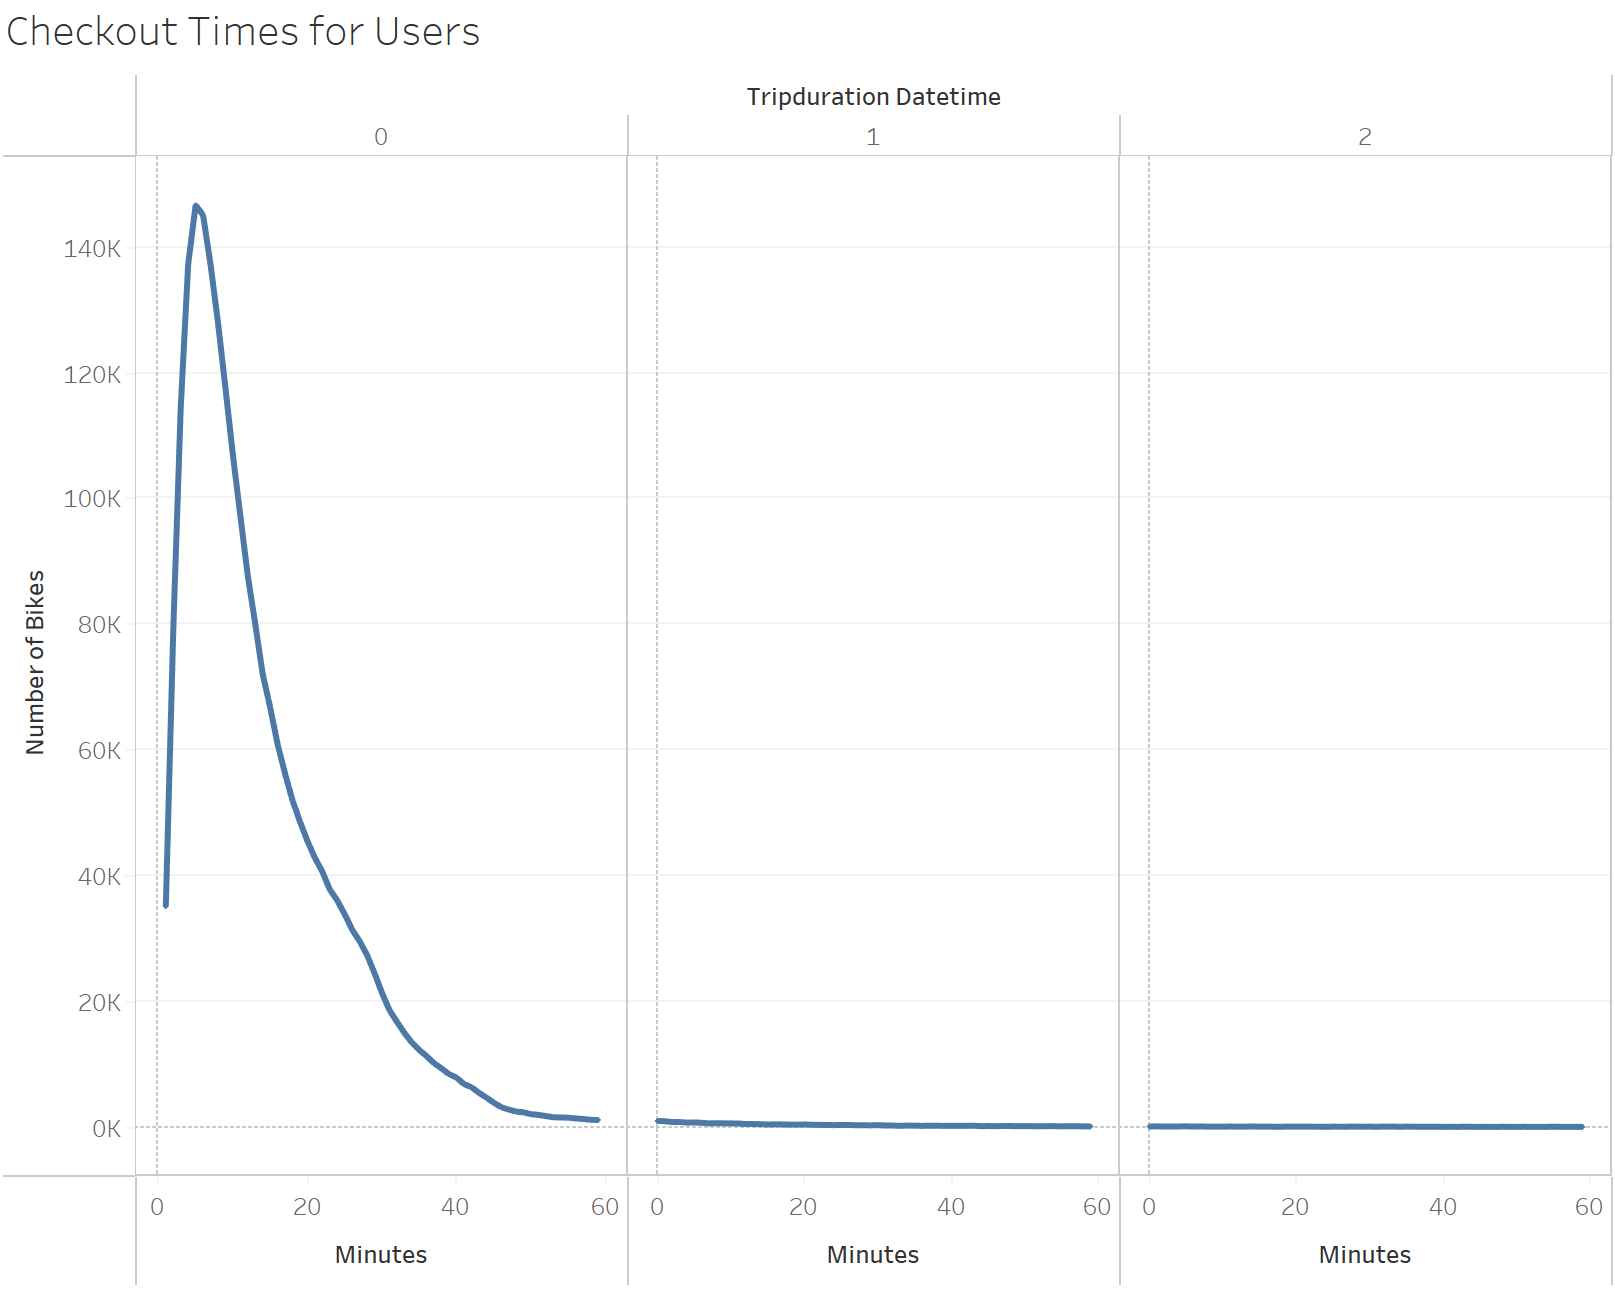 Checkout Times for Users
Tripduration Datetime
0 1 2
Number of Bikes
140K
120K
100K
80K
60K
40K
20K
0K
0 20 40 60 0 20 40 60 0 20 40 60
Minutes Minutes Minutes